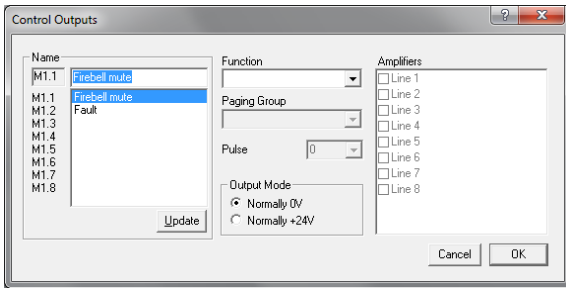 Control Outputs
?
X
Name
M1.1 Firebell mute
M1.1 Firebell mute
M1.2 Fault
M1.3
M1.4
M1.5
M1.6
M1.7
M1.8
Update
Function
Paging Group
Pulse 0
Output Mode
Normally 0V
Normally +24V
Amplifiers
Line 1
Line 2
Line 3
Line 4
Line 5
Line 6
Line 7
Line 8
Cancel OK